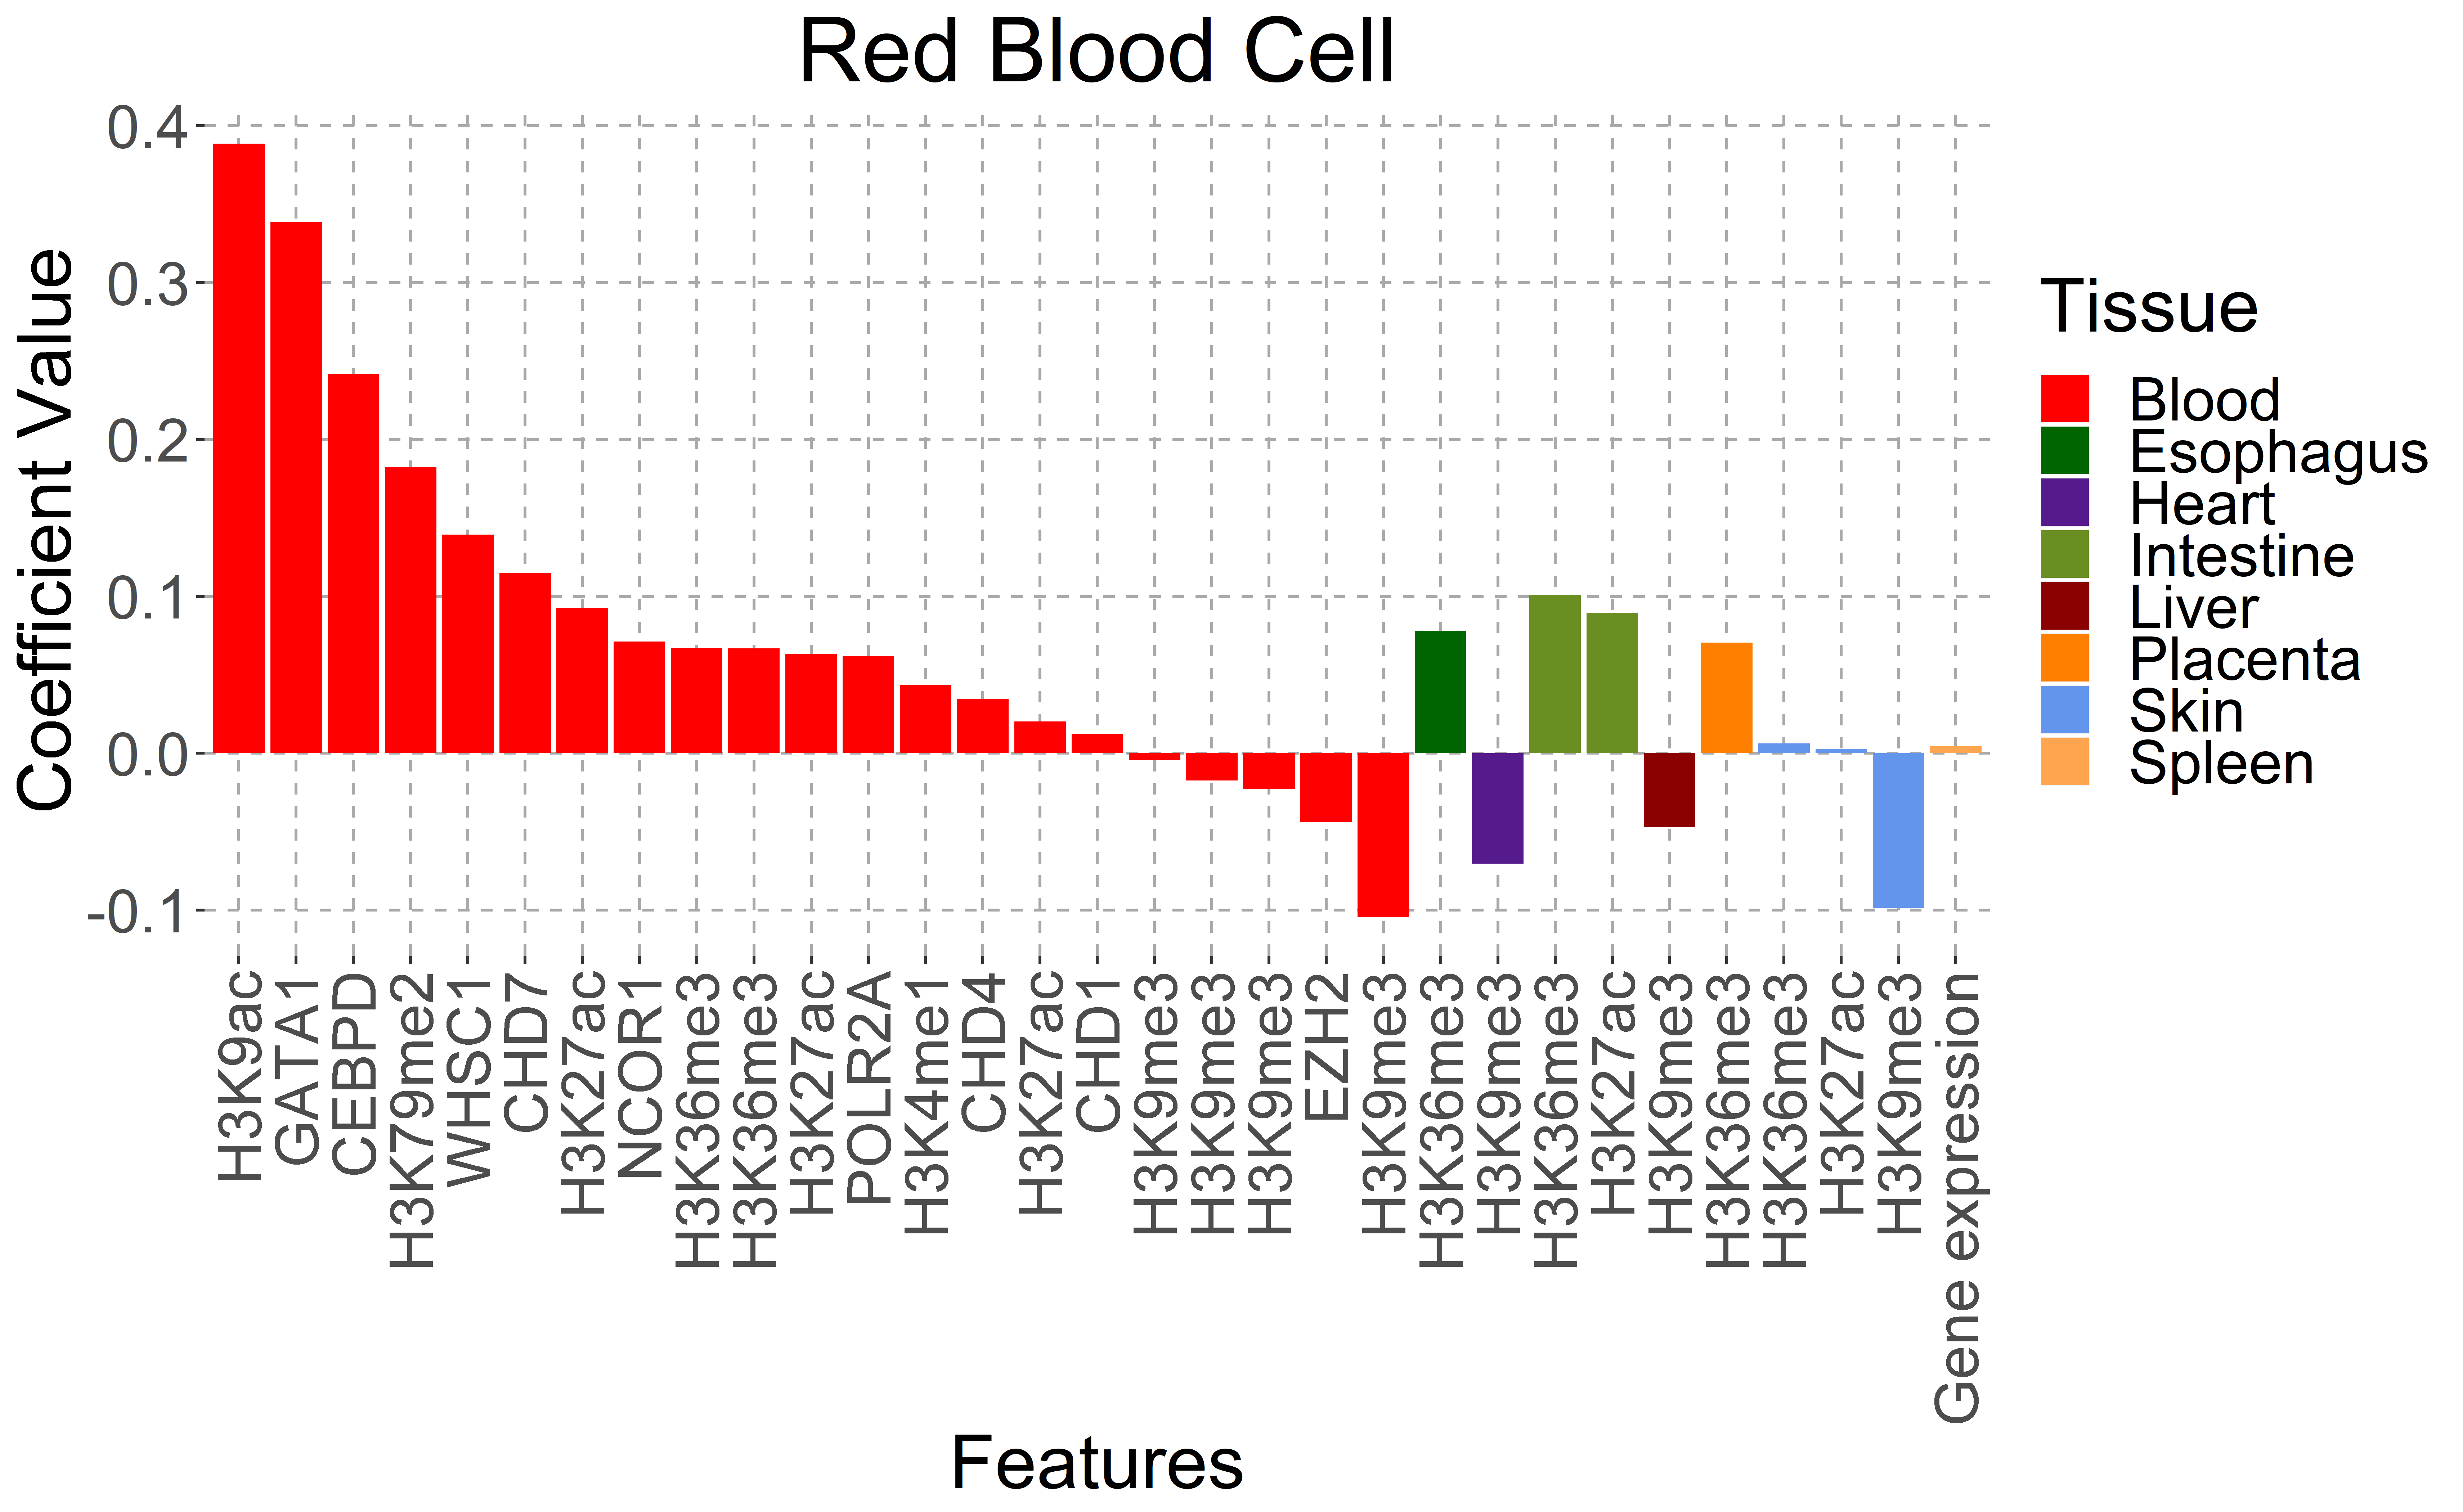 Red Blood Cell
Coefficient Value
0.4
0.3
0.2
0.1
0.0
-0.1
H3K9ac
GATA1
CEBPD
H3K79me2
WHSC1
CHD7
H3K27ac
NCOR1
H3K36me3
H3K36me3
H3K27ac
POLR2A
H3K4me1
CHD4
H3K27ac
CHD1
H3K9me3
H3K9me3
H3K9me3
EZH2
H3K9me3
H3K36me3
H3K9me3
H3K36me3
H3K27ac
H3K9me3
H3K36me3
H3K36me3
H3K27ac
H3K9me3
Gene expression
Features
Tissue
Blood
Esophagus
Heart
Intestine
Liver
Placenta
Skin
Spleen